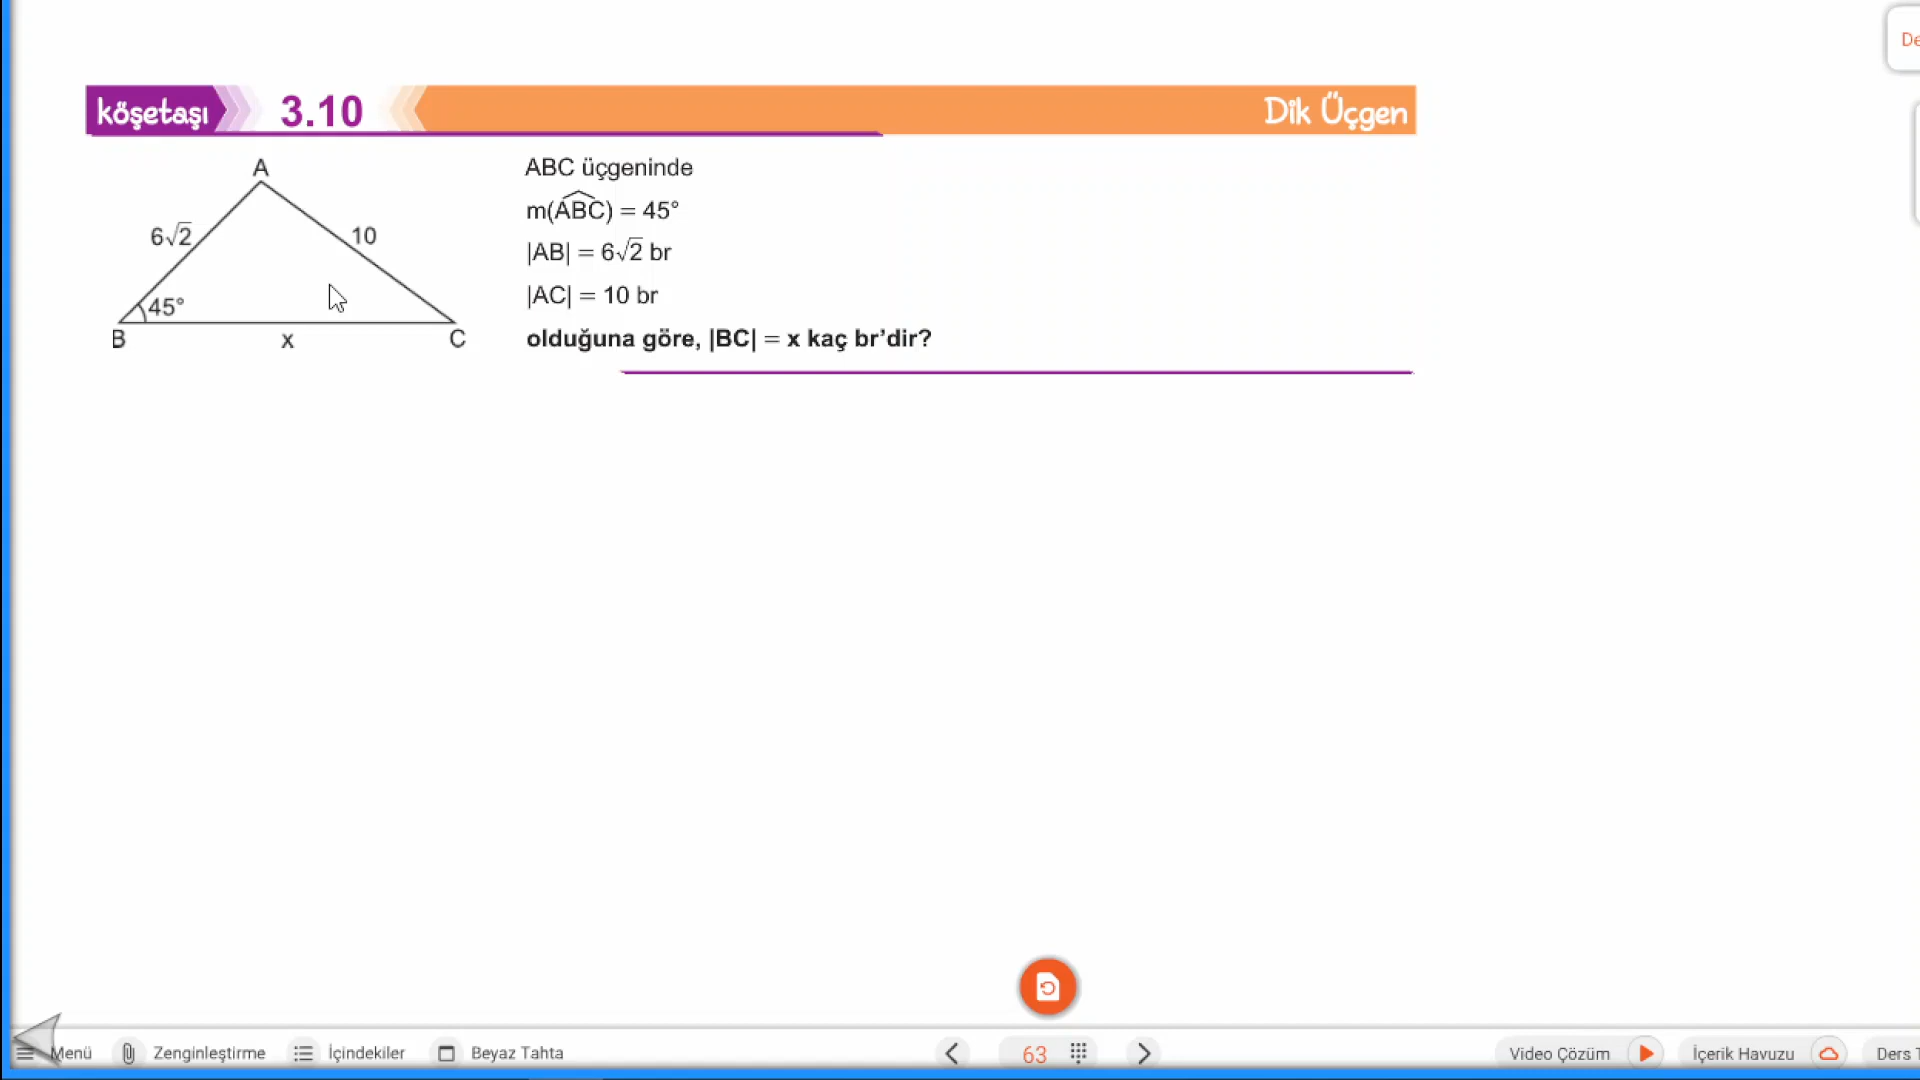 De
köşetaşı 3.10 Dik Üçgen
A
6√2
10
45°
B
x
C
ABC üçgeninde
m(ABC) = 45°
|AB| = 6√2 br
|AC| = 10 br
olduğuna göre, |BC| = x kaç br'dir?
Menü Zenginleştirme İçindekiler Beyaz Tahta 63 Video Çözüm İçerik Havuzu Ders T